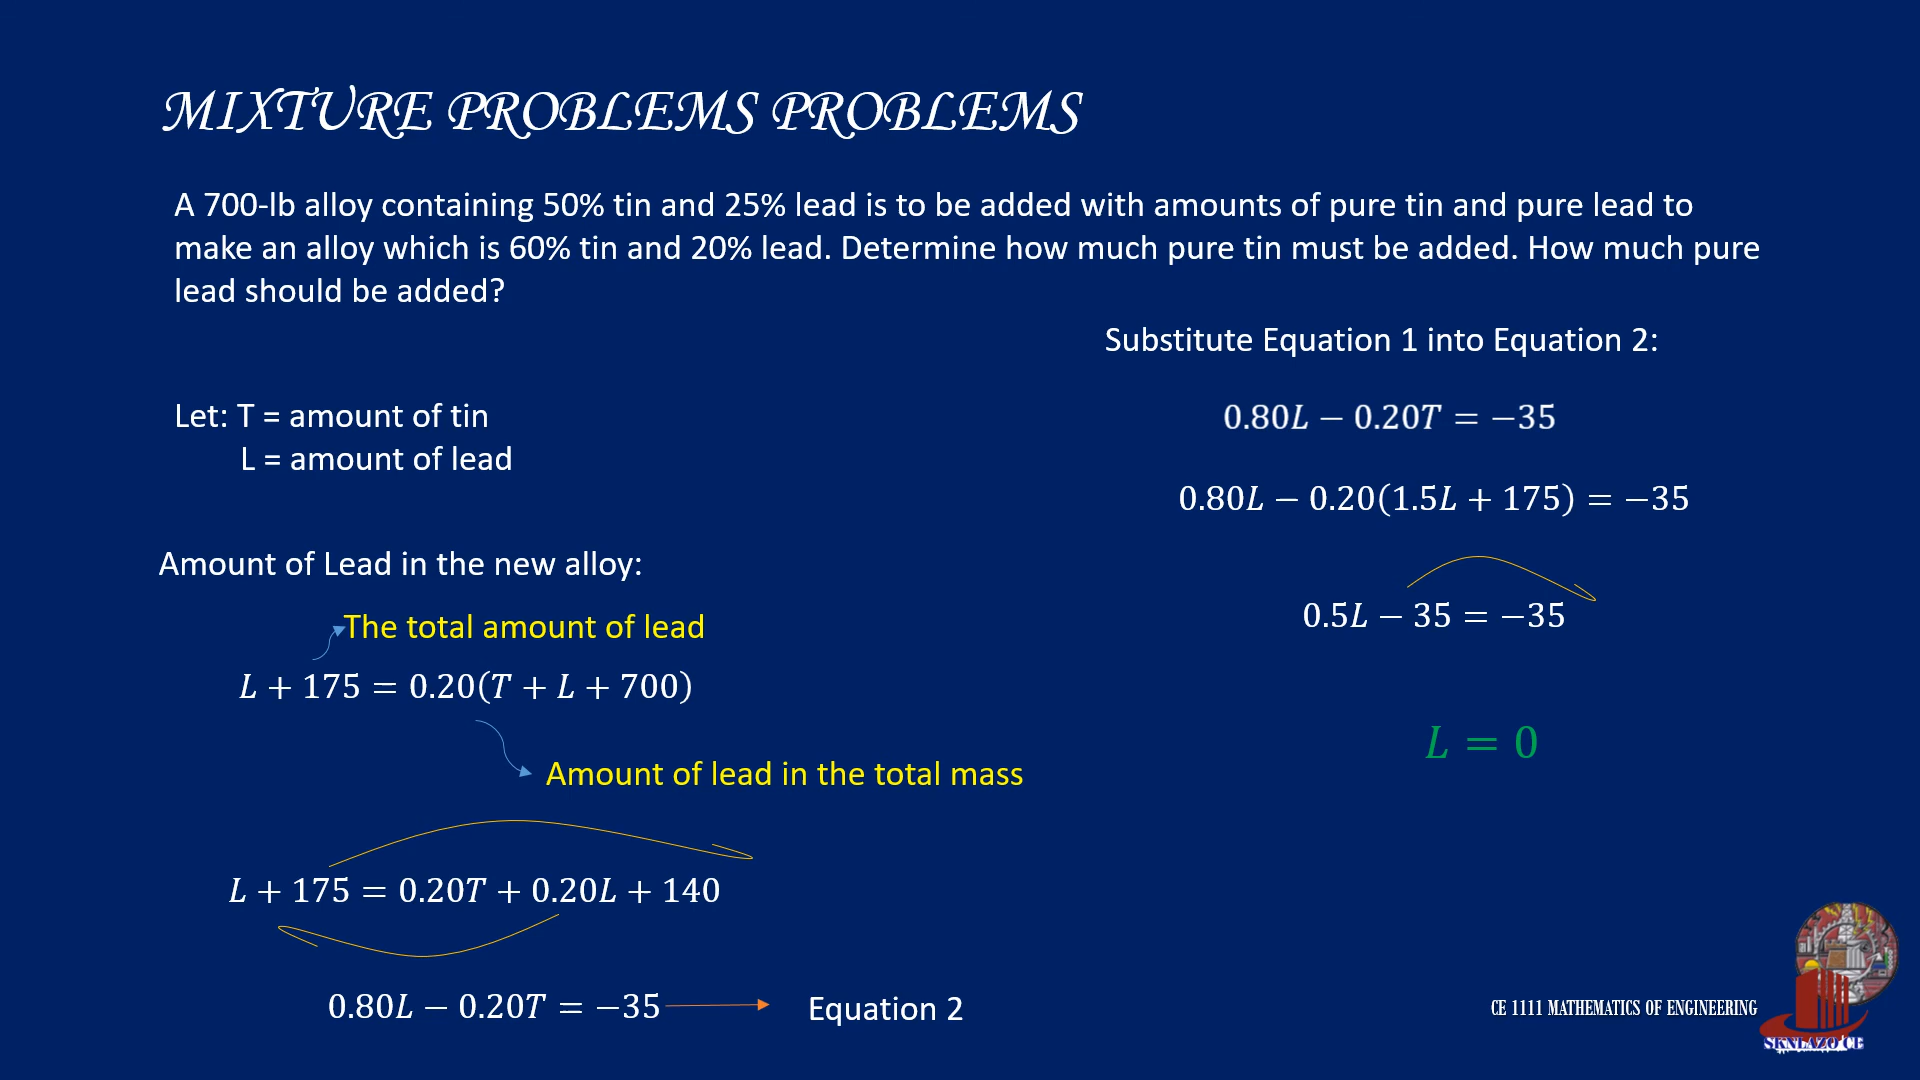 MIXTURE PROBLEMS PROBLEMS
A 700-lb alloy containing 50% tin and 25% lead is to be added with amounts of pure tin and pure lead to
make an alloy which is 60% tin and 20% lead. Determine how much pure tin must be added. How much pure
lead should be added?
Let: T = amount of tin
L = amount of lead
Amount of Lead in the new alloy:
The total amount of lead
L + 175 = 0.20(T + L + 700)
Amount of lead in the total mass
L + 175 = 0.20T + 0.20L + 140
0.80L − 0.20T = −35
Equation 2
Substitute Equation 1 into Equation 2:
0.80L − 0.20T = −35
0.80L − 0.20(1.5L + 175) = −35
0.5L − 35 = −35
L = 0
CE 1111 MATHEMATICS OF ENGINEERING
SKNLAZO CE